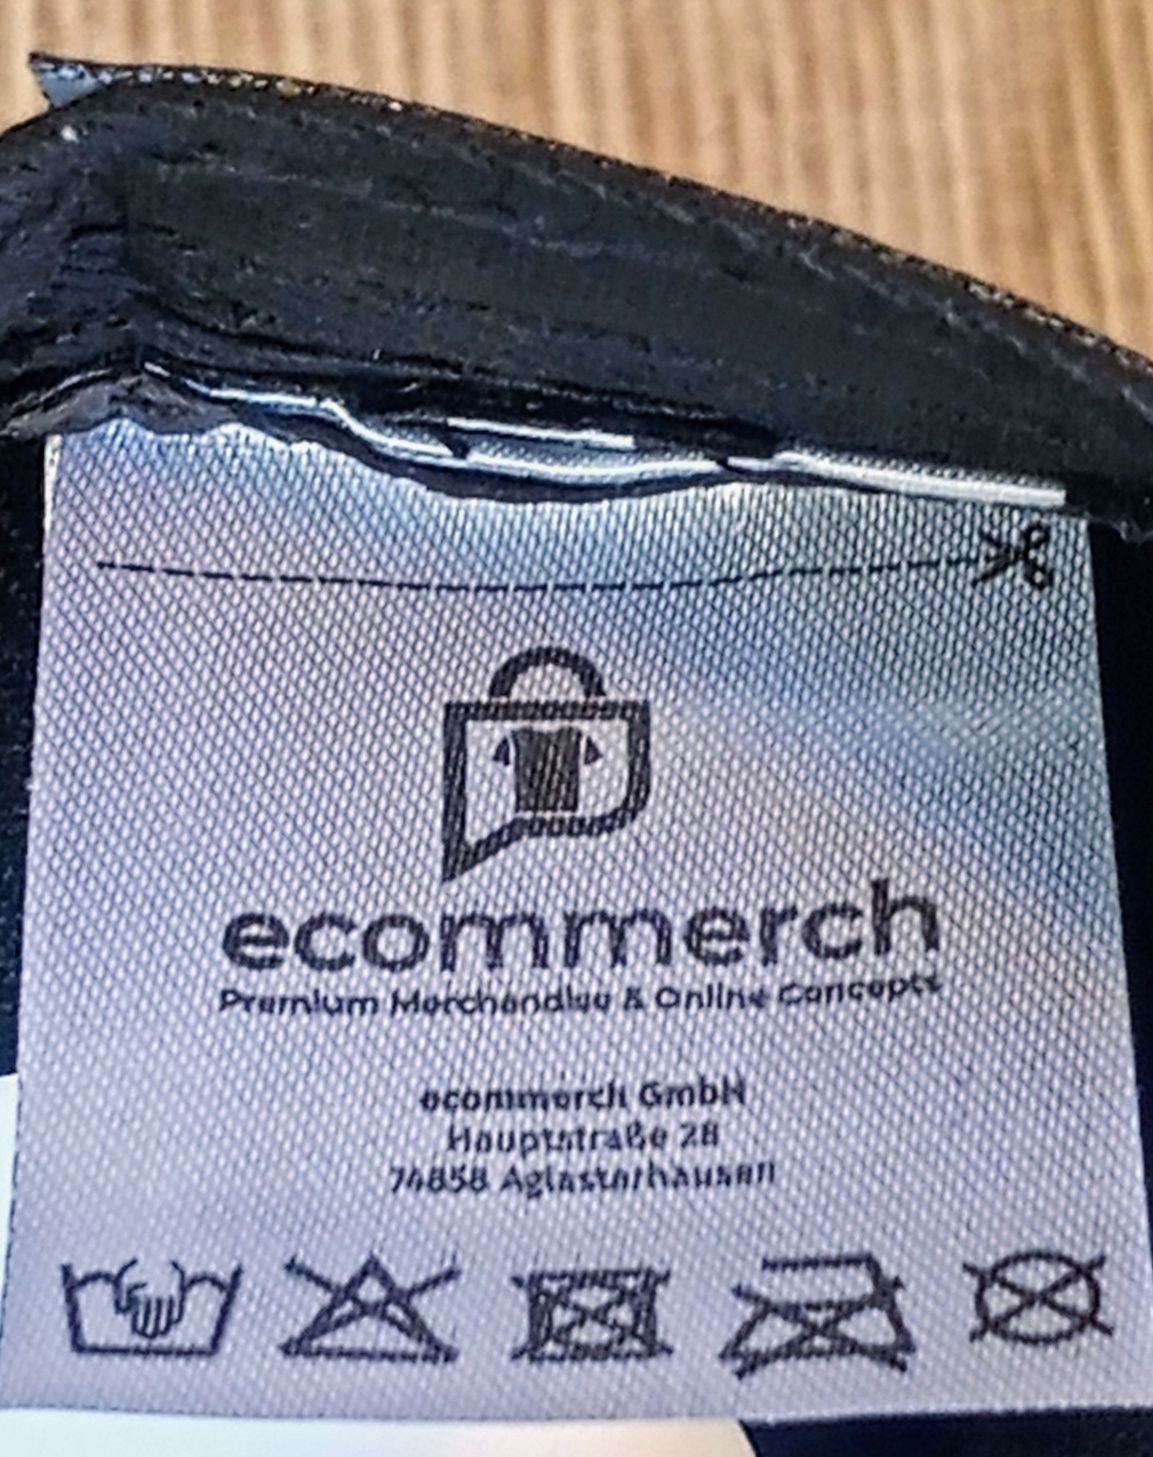 ecommerch
Premium Merchandise & Online Concepts
ecommerch GmbH
Hauptstraße 28
74858 Aglasterhausen